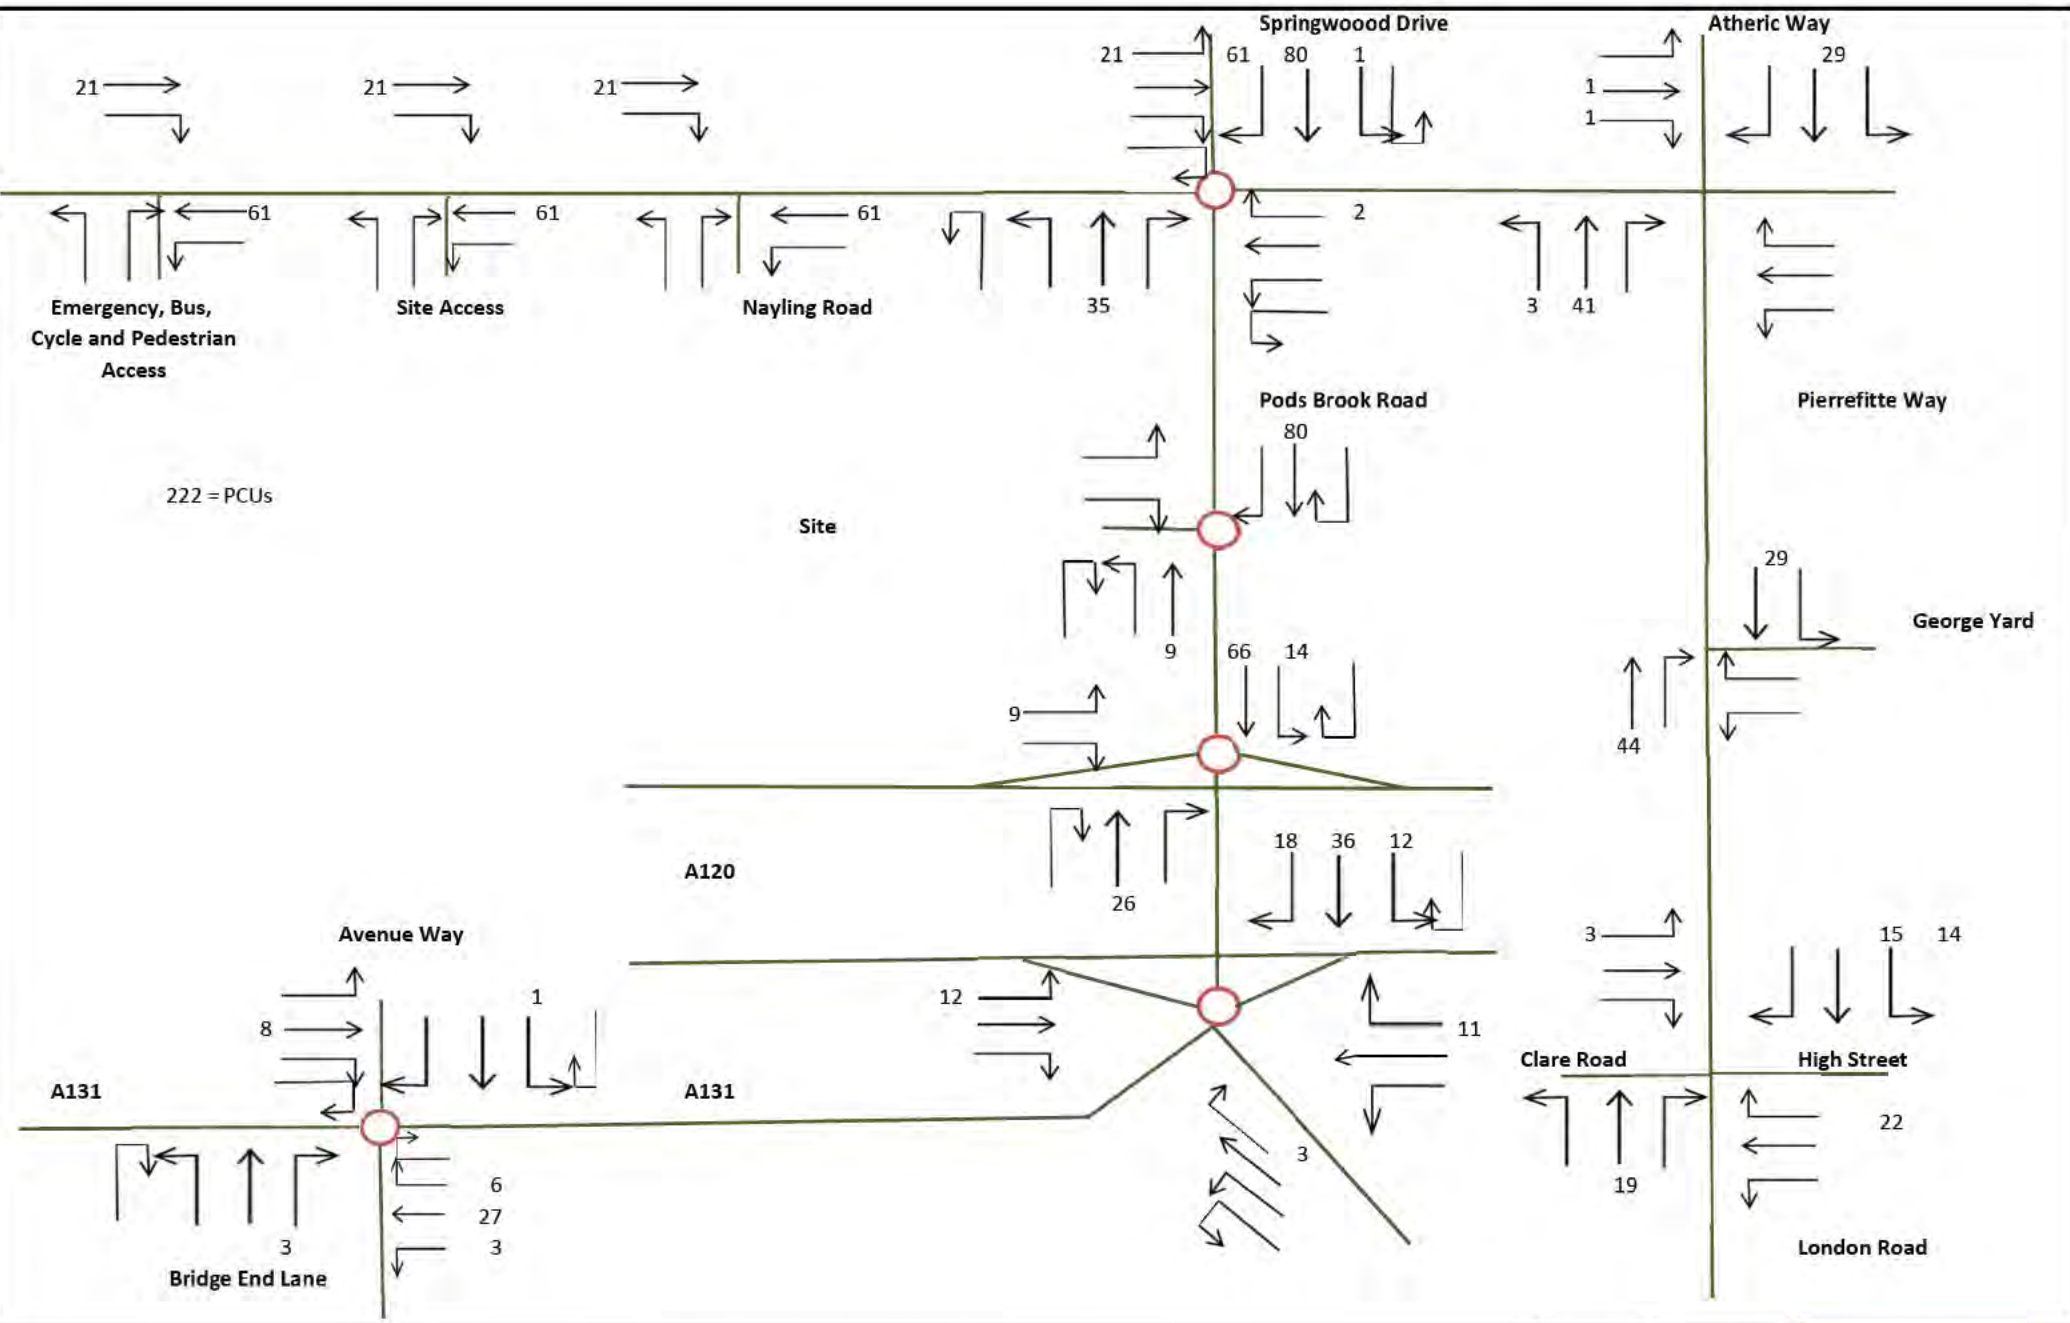 Springwoood Drive
Atheric Way
21
61
80
1
29
21
21
21
1
1
61
61
61
2
Emergency, Bus,
Cycle and Pedestrian
Access
Site Access
Nayling Road
35
3
41
Pods Brook Road
Pierrefitte Way
80
222 = PCUs
Site
29
George Yard
9
66
14
9
44
18
36
12
A120
26
Avenue Way
3
15
14
1
12
8
11
A131
A131
Clare Road
High Street
22
3
6
19
27
3
3
Bridge End Lane
London Road